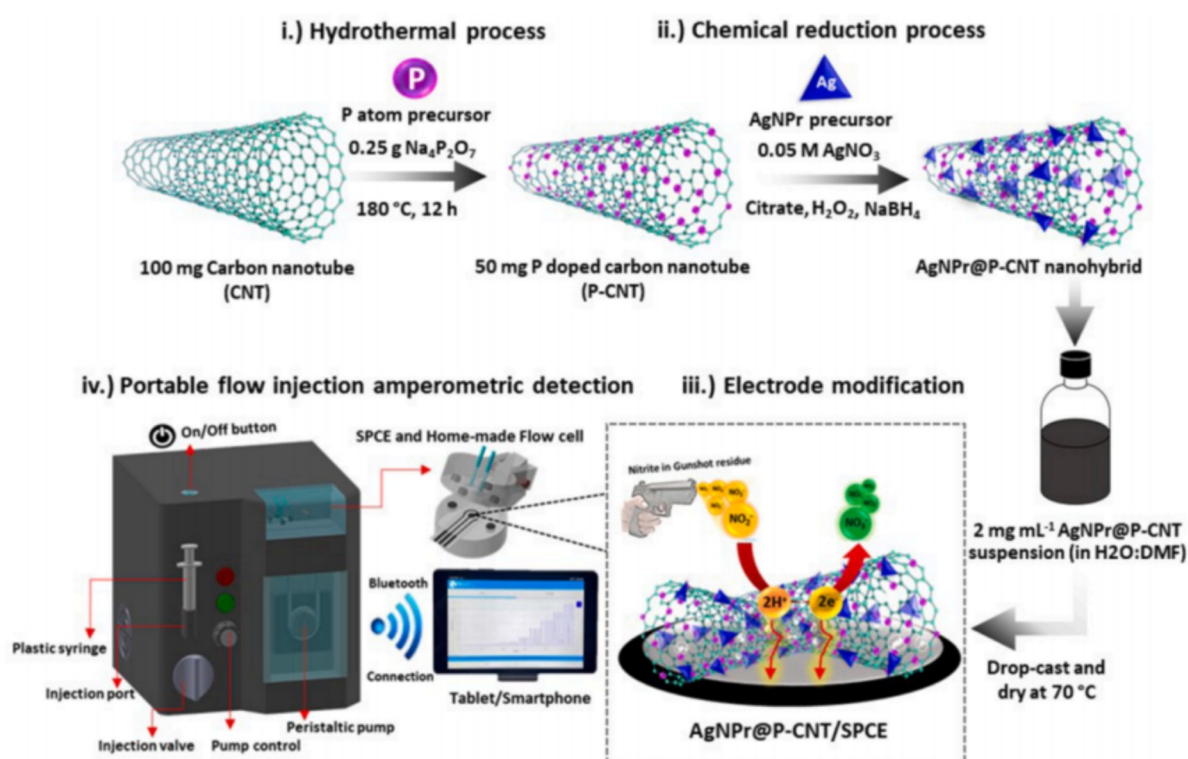 i.) Hydrothermal process
P
P atom precursor
0.25 g Na₄P₂O₇
180 °C, 12 h
100 mg Carbon nanotube
(CNT)
50 mg P doped carbon nanotube
(P-CNT)
ii.) Chemical reduction process
Ag
AgNPr precursor
0.05 M AgNO₃
Citrate, H₂O₂, NaBH₄
AgNPr@P-CNT nanohybrid
2 mg mL⁻¹ AgNPr@P-CNT
suspension (in H2O:DMF)
Drop-cast and
dry at 70 °C
iii.) Electrode modification
Nitrite in Gunshot residue
NO₂⁻
NO₃
2H⁺
2e
AgNPr@P-CNT/SPCE
iv.) Portable flow injection amperometric detection
On/Off button
SPCE and Home-made Flow cell
Bluetooth
Connection
Tablet/Smartphone
Plastic syringe
Injection port
Injection valve
Pump control
Peristaltic pump